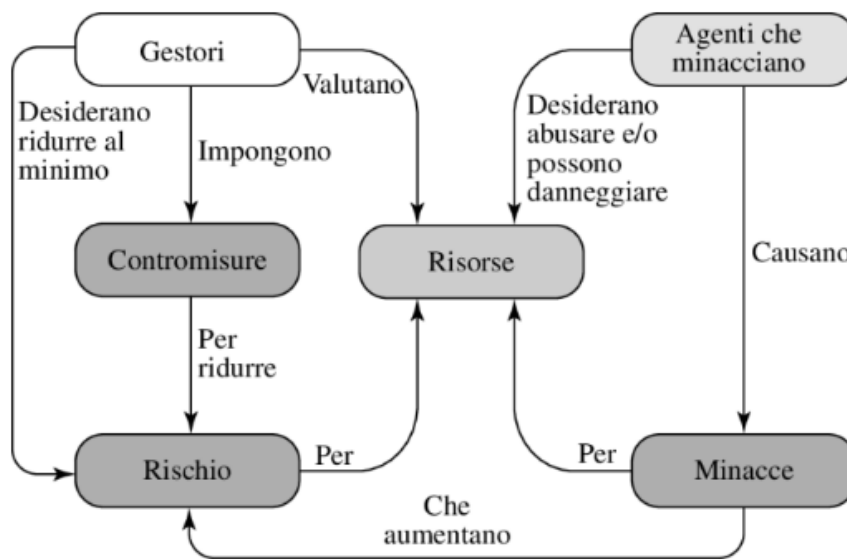 Gestori
Agenti che
minacciano
Valutano
Desiderano
ridurre al
minimo
Impongono
Desiderano
abusare e/o
possono
danneggiare
Contromisure
Risorse
Causano
Per
ridurre
Rischio
Per
Per
Minacce
Che
aumentano